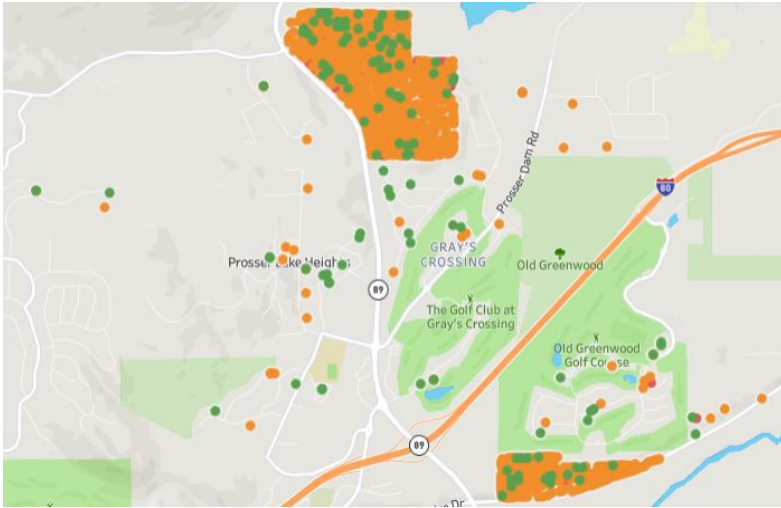 Prosser Dam Rd
80
GRAY'S
CROSSING
Old Greenwood
Prosser Lake Heights
89
The Golf Club at
Gray's Crossing
Old Greenwood
Golf Course
89
Dr